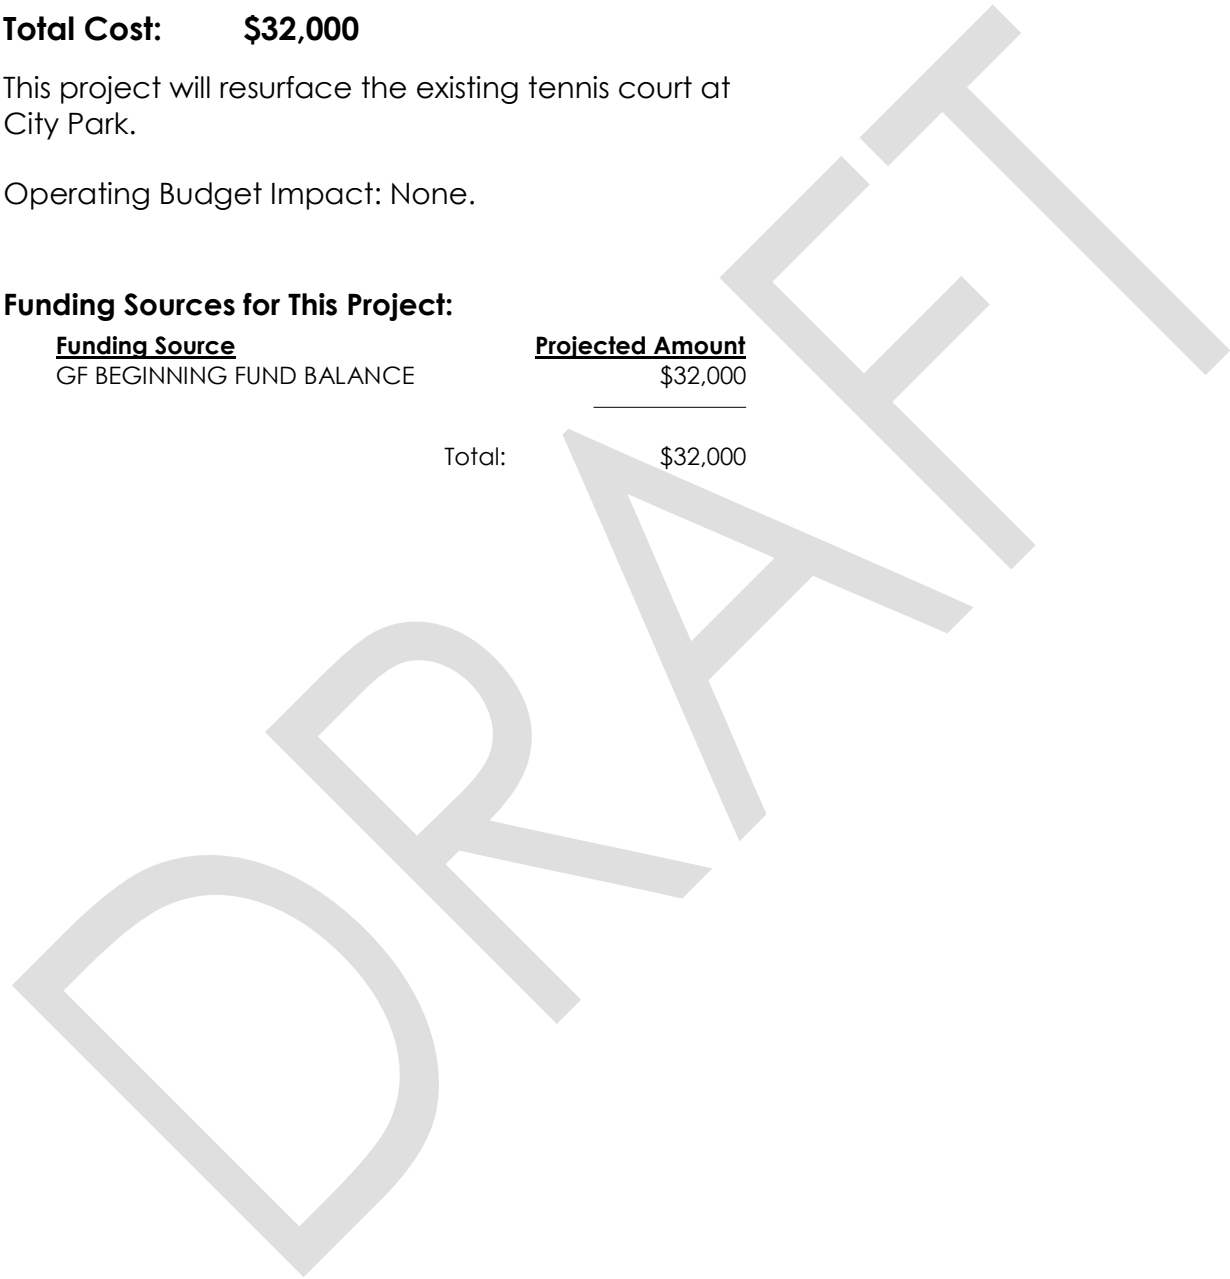 Total Cost: $32,000
This project will resurface the existing tennis court at
City Park.
Operating Budget Impact: None.
Funding Sources for This Project:
Funding Source Projected Amount
GF BEGINNING FUND BALANCE $32,000
Total: $32,000
DRAFT